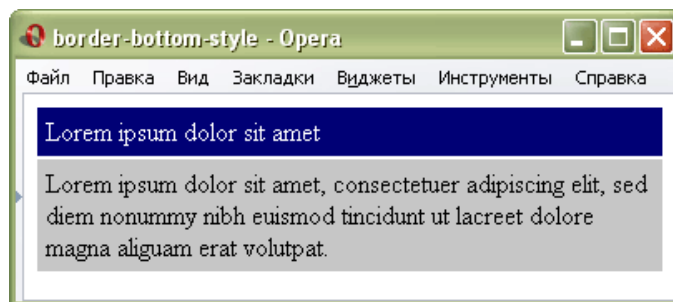 border-bottom-style - Opera
Файл Правка Вид Закладки Виджеты Инструменты Справка
Lorem ipsum dolor sit amet
Lorem ipsum dolor sit amet, consectetuer adipiscing elit, sed
diem nonummy nibh euismod tincidunt ut lacreet dolore
magna aliguam erat volutpat.